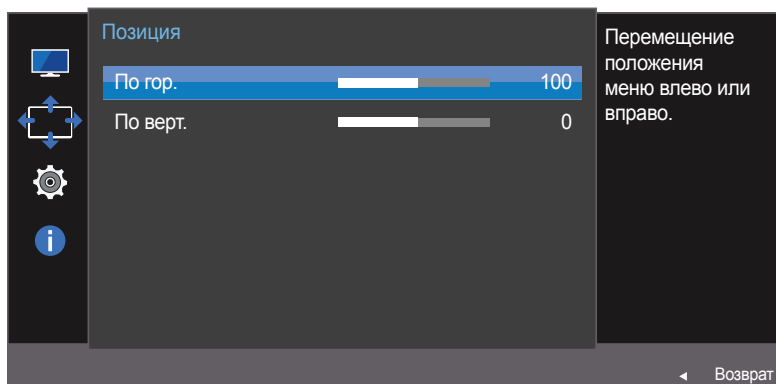 Позиция
По гор. 100
По верт. 0
Перемещение
положения
меню влево или
вправо.
Возврат